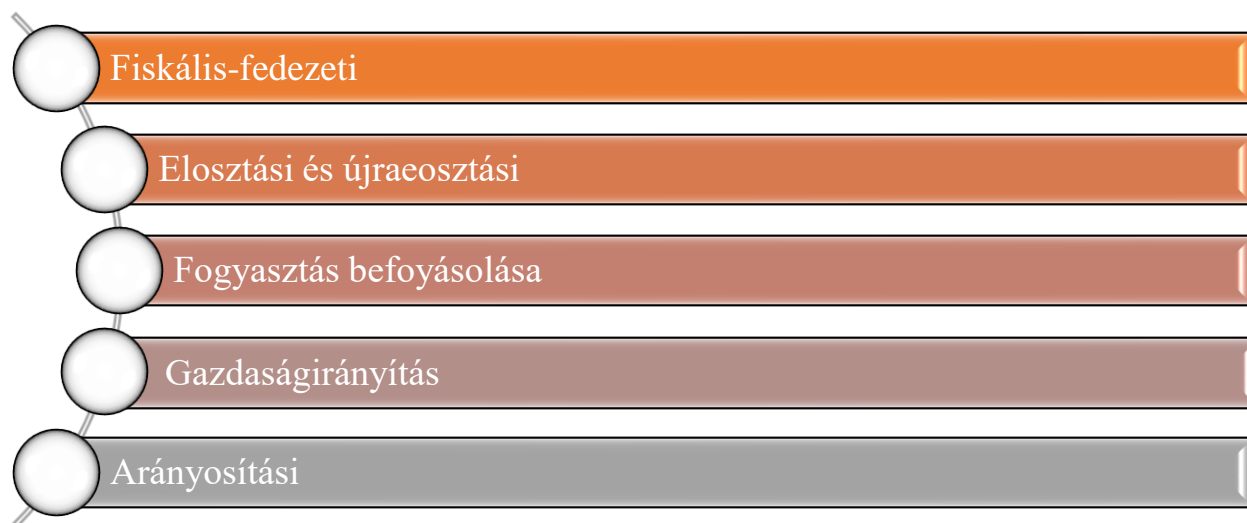 Fiskális-fedezeti
Elosztási és újraeosztási
Fogyasztás befoyásolása
Gazdaságirányítás
Arányosítási